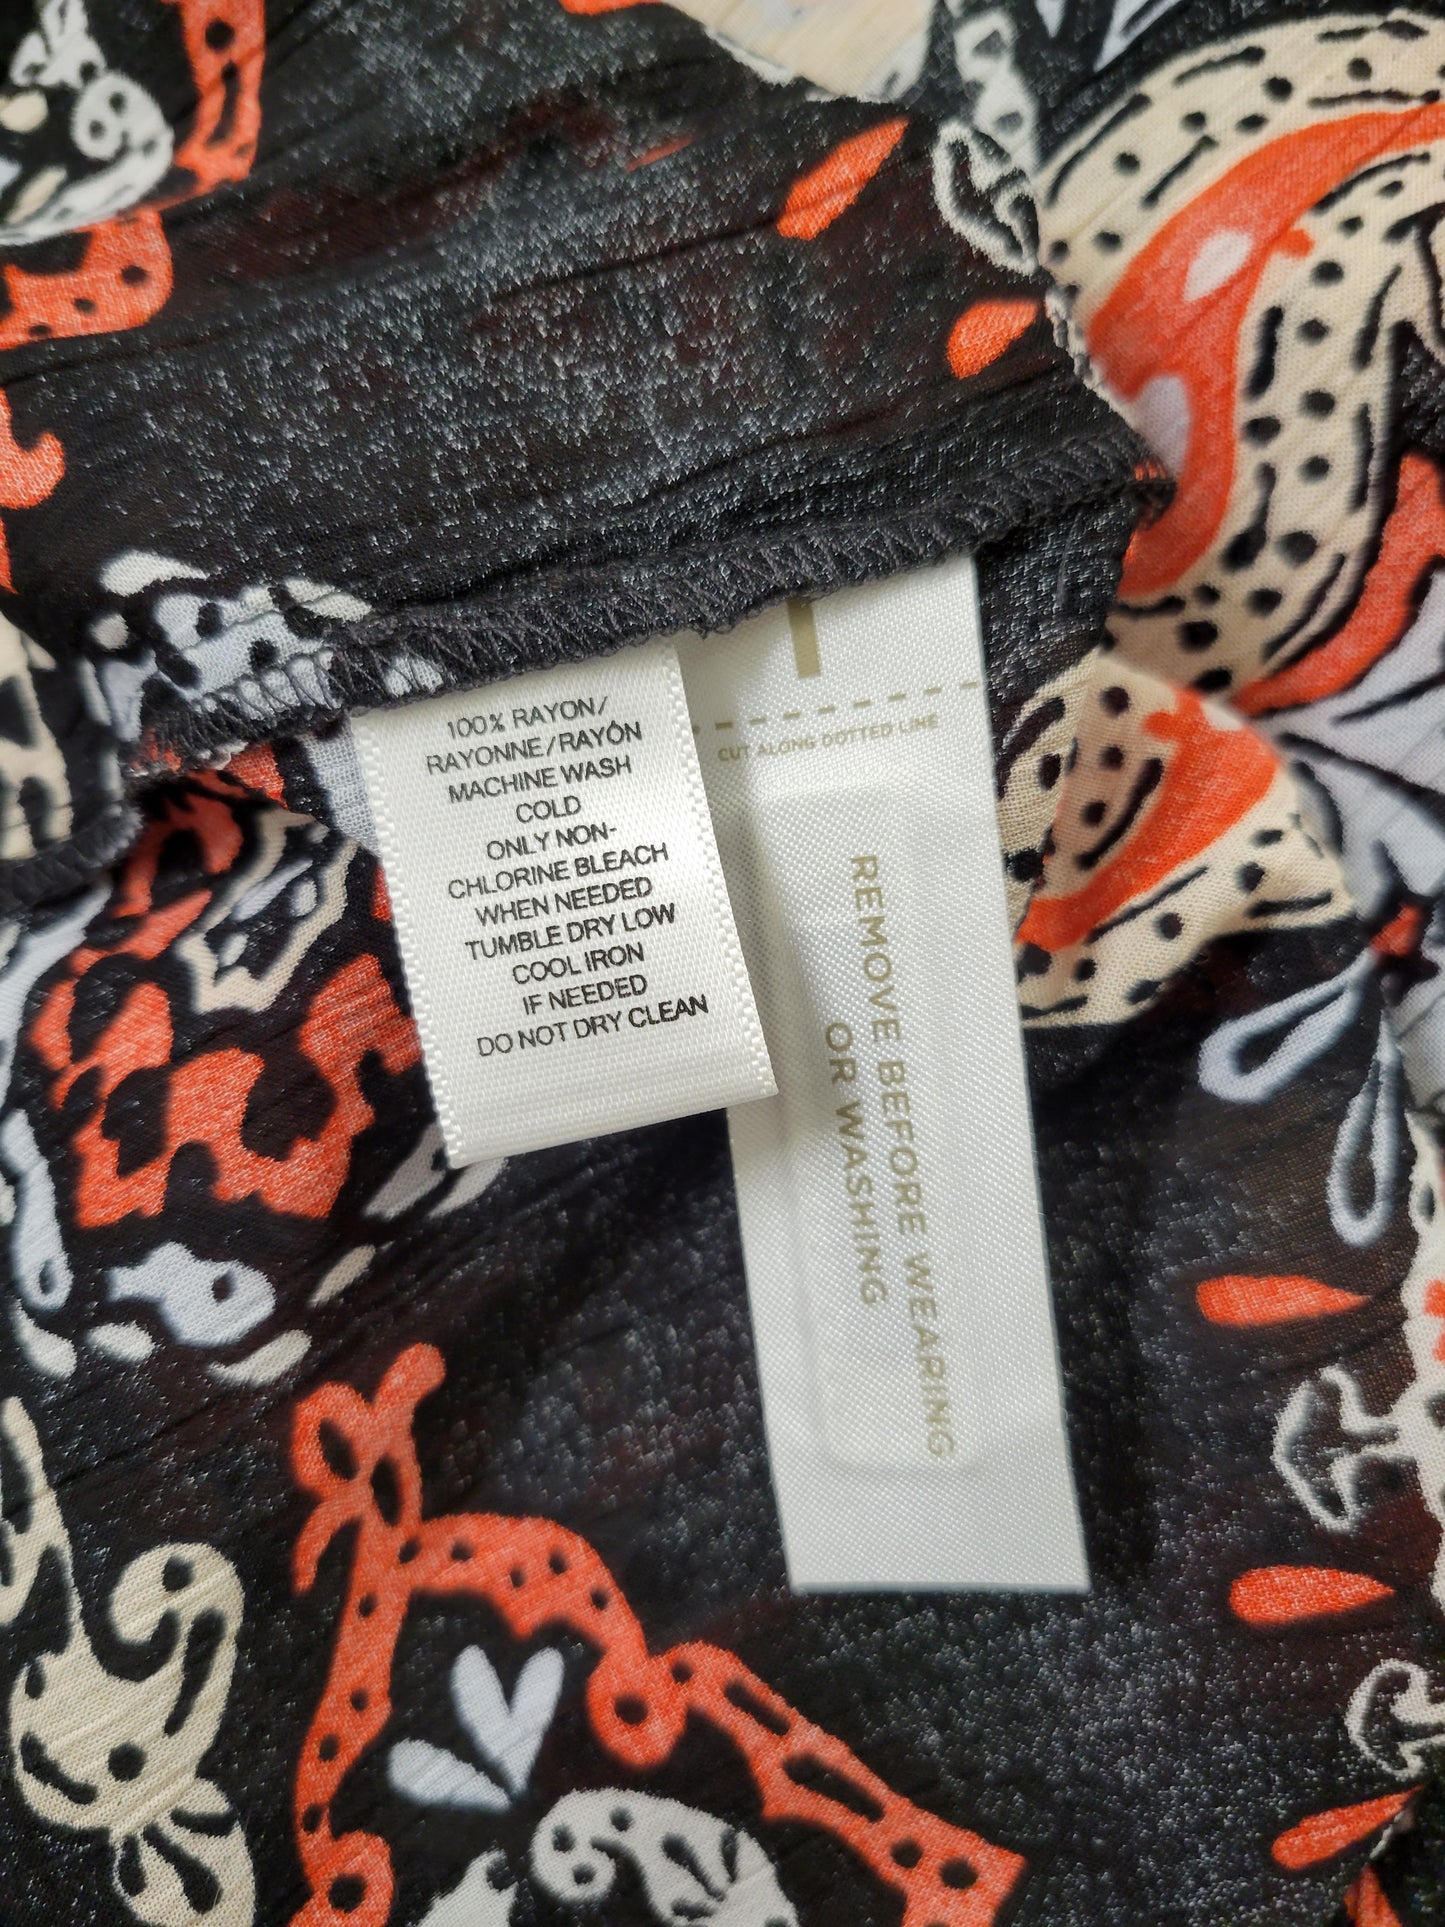 100% RAYON/
RAYONNE/RAYÓN
MACHINE WASH
COLD
ONLY NON-
CHLORINE BLEACH
WHEN NEEDED
TUMBLE DRY LOW
COOL IRON
IF NEEDED
DO NOT DRY CLEAN
CUT ALONG DOTTED LINE
REMOVE BEFORE WEARING
OR WASHING